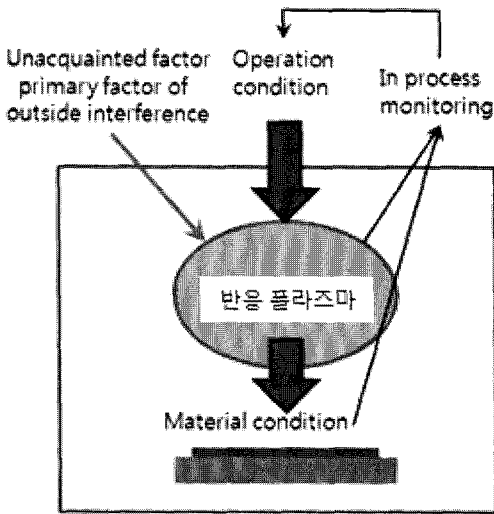 Unacquainted factor
primary factor of
outside interference
Operation
condition
In process
monitoring
반응 플라즈마
Material condition